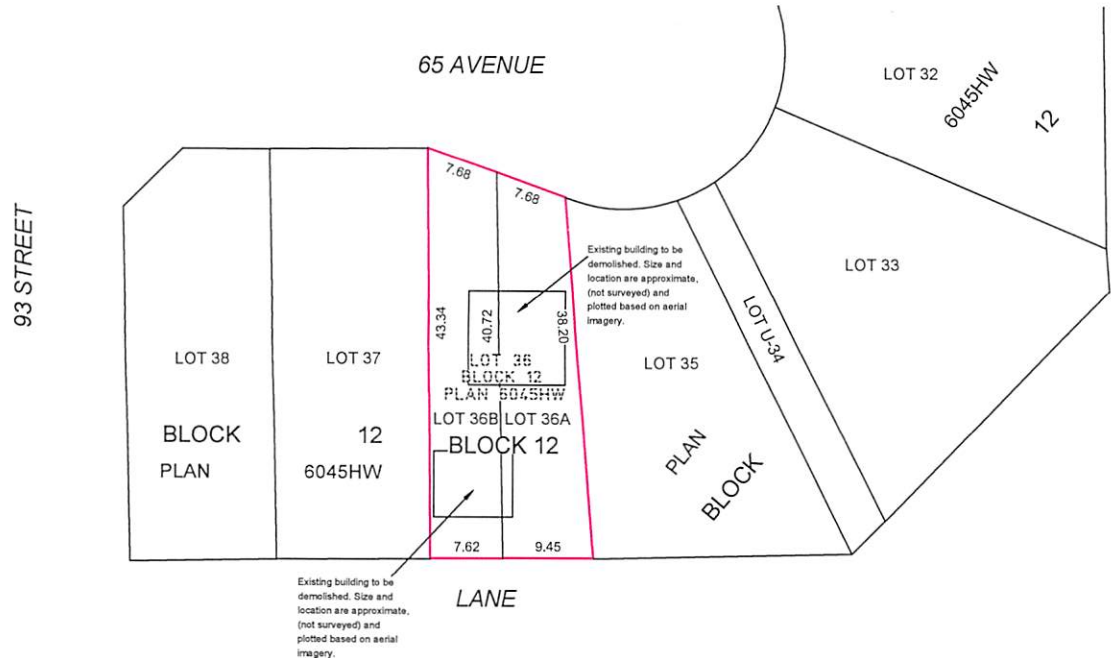 65 AVENUE
LOT 32
6045HW
12
93 STREET
7.68
7.68
Existing building to be
demolished. Size and
location are approximate,
(not surveyed) and
plotted based on aerial
imagery.
LOT 33
LOT U-34
43.34
40.72
38.20
LOT 38
LOT 37
LOT 36
BLOCK 12
PLAN 6045HW
LOT 35
LOT 36B
LOT 36A
BLOCK 12
BLOCK
12
PLAN
6045HW
PLAN
BLOCK
7.62
9.45
Existing building to be
demolished. Size and
location are approximate,
(not surveyed) and
plotted based on aerial
imagery.
LANE